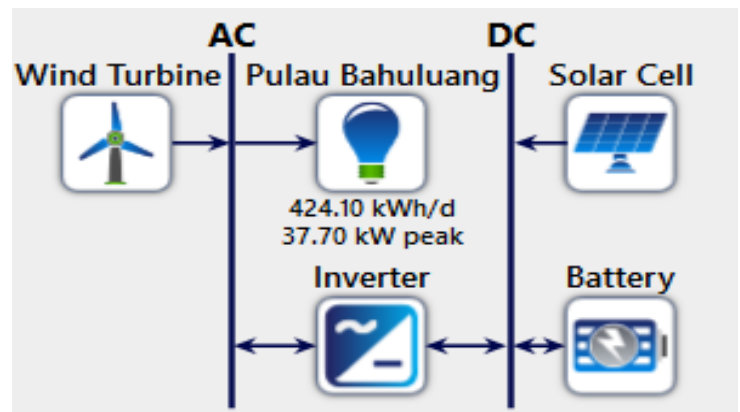 AC DC
Wind Turbine Pulau Bahuluang Solar Cell
424.10 kWh/d
37.70 kW peak
Inverter Battery